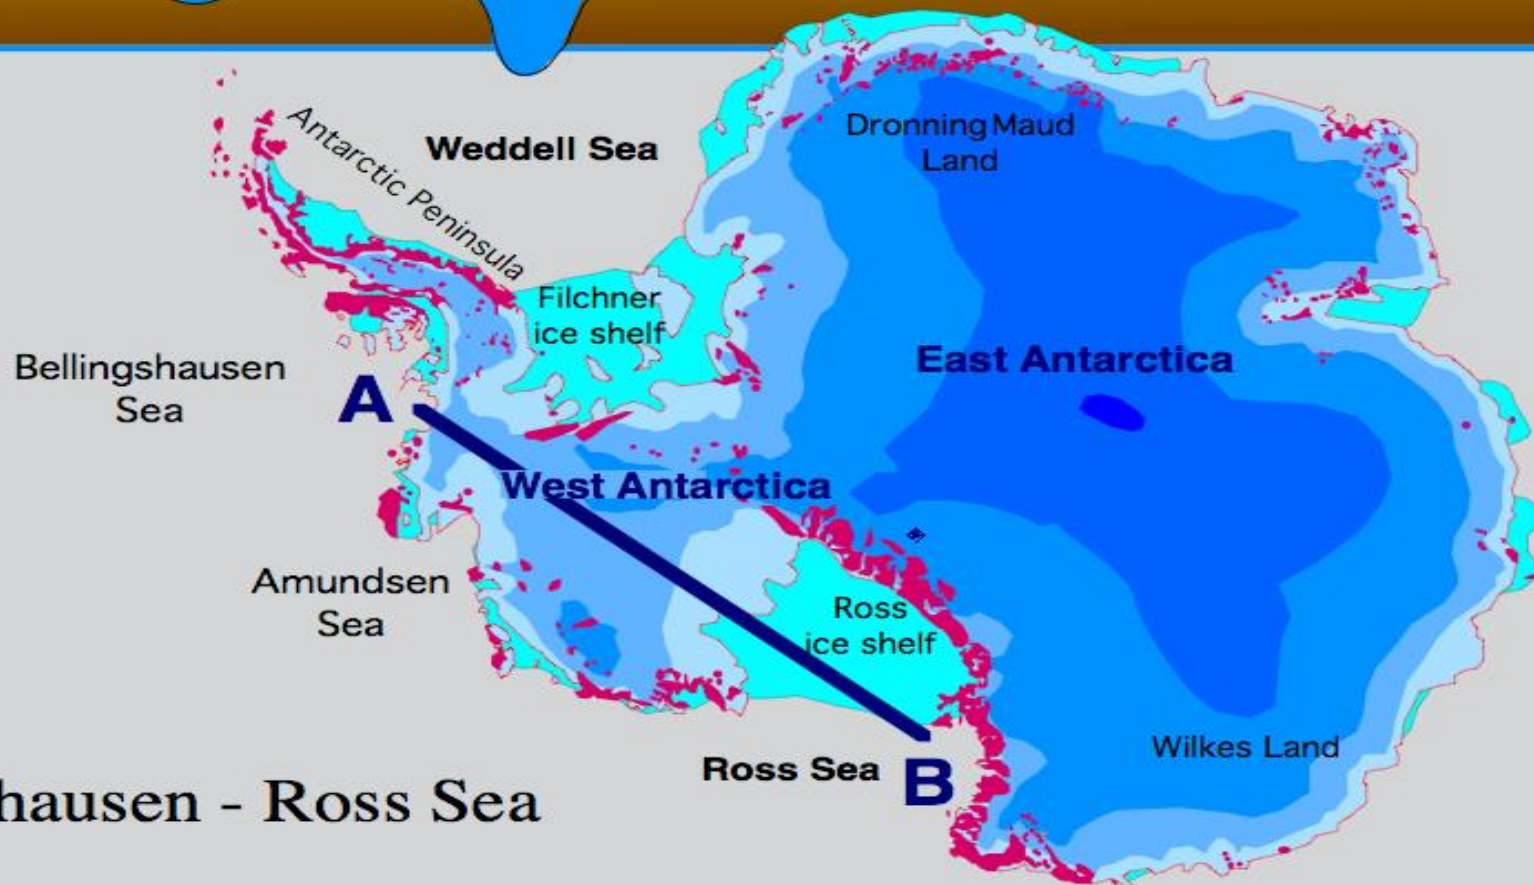 Antarctic Peninsula
Weddell Sea
Dronning Maud
Land
Filchner
ice shelf
Bellingshausen
Sea
A
East Antarctica
West Antarctica
Amundsen
Sea
Ross
ice shelf
Ross Sea
B
Wilkes Land
hausen - Ross Sea